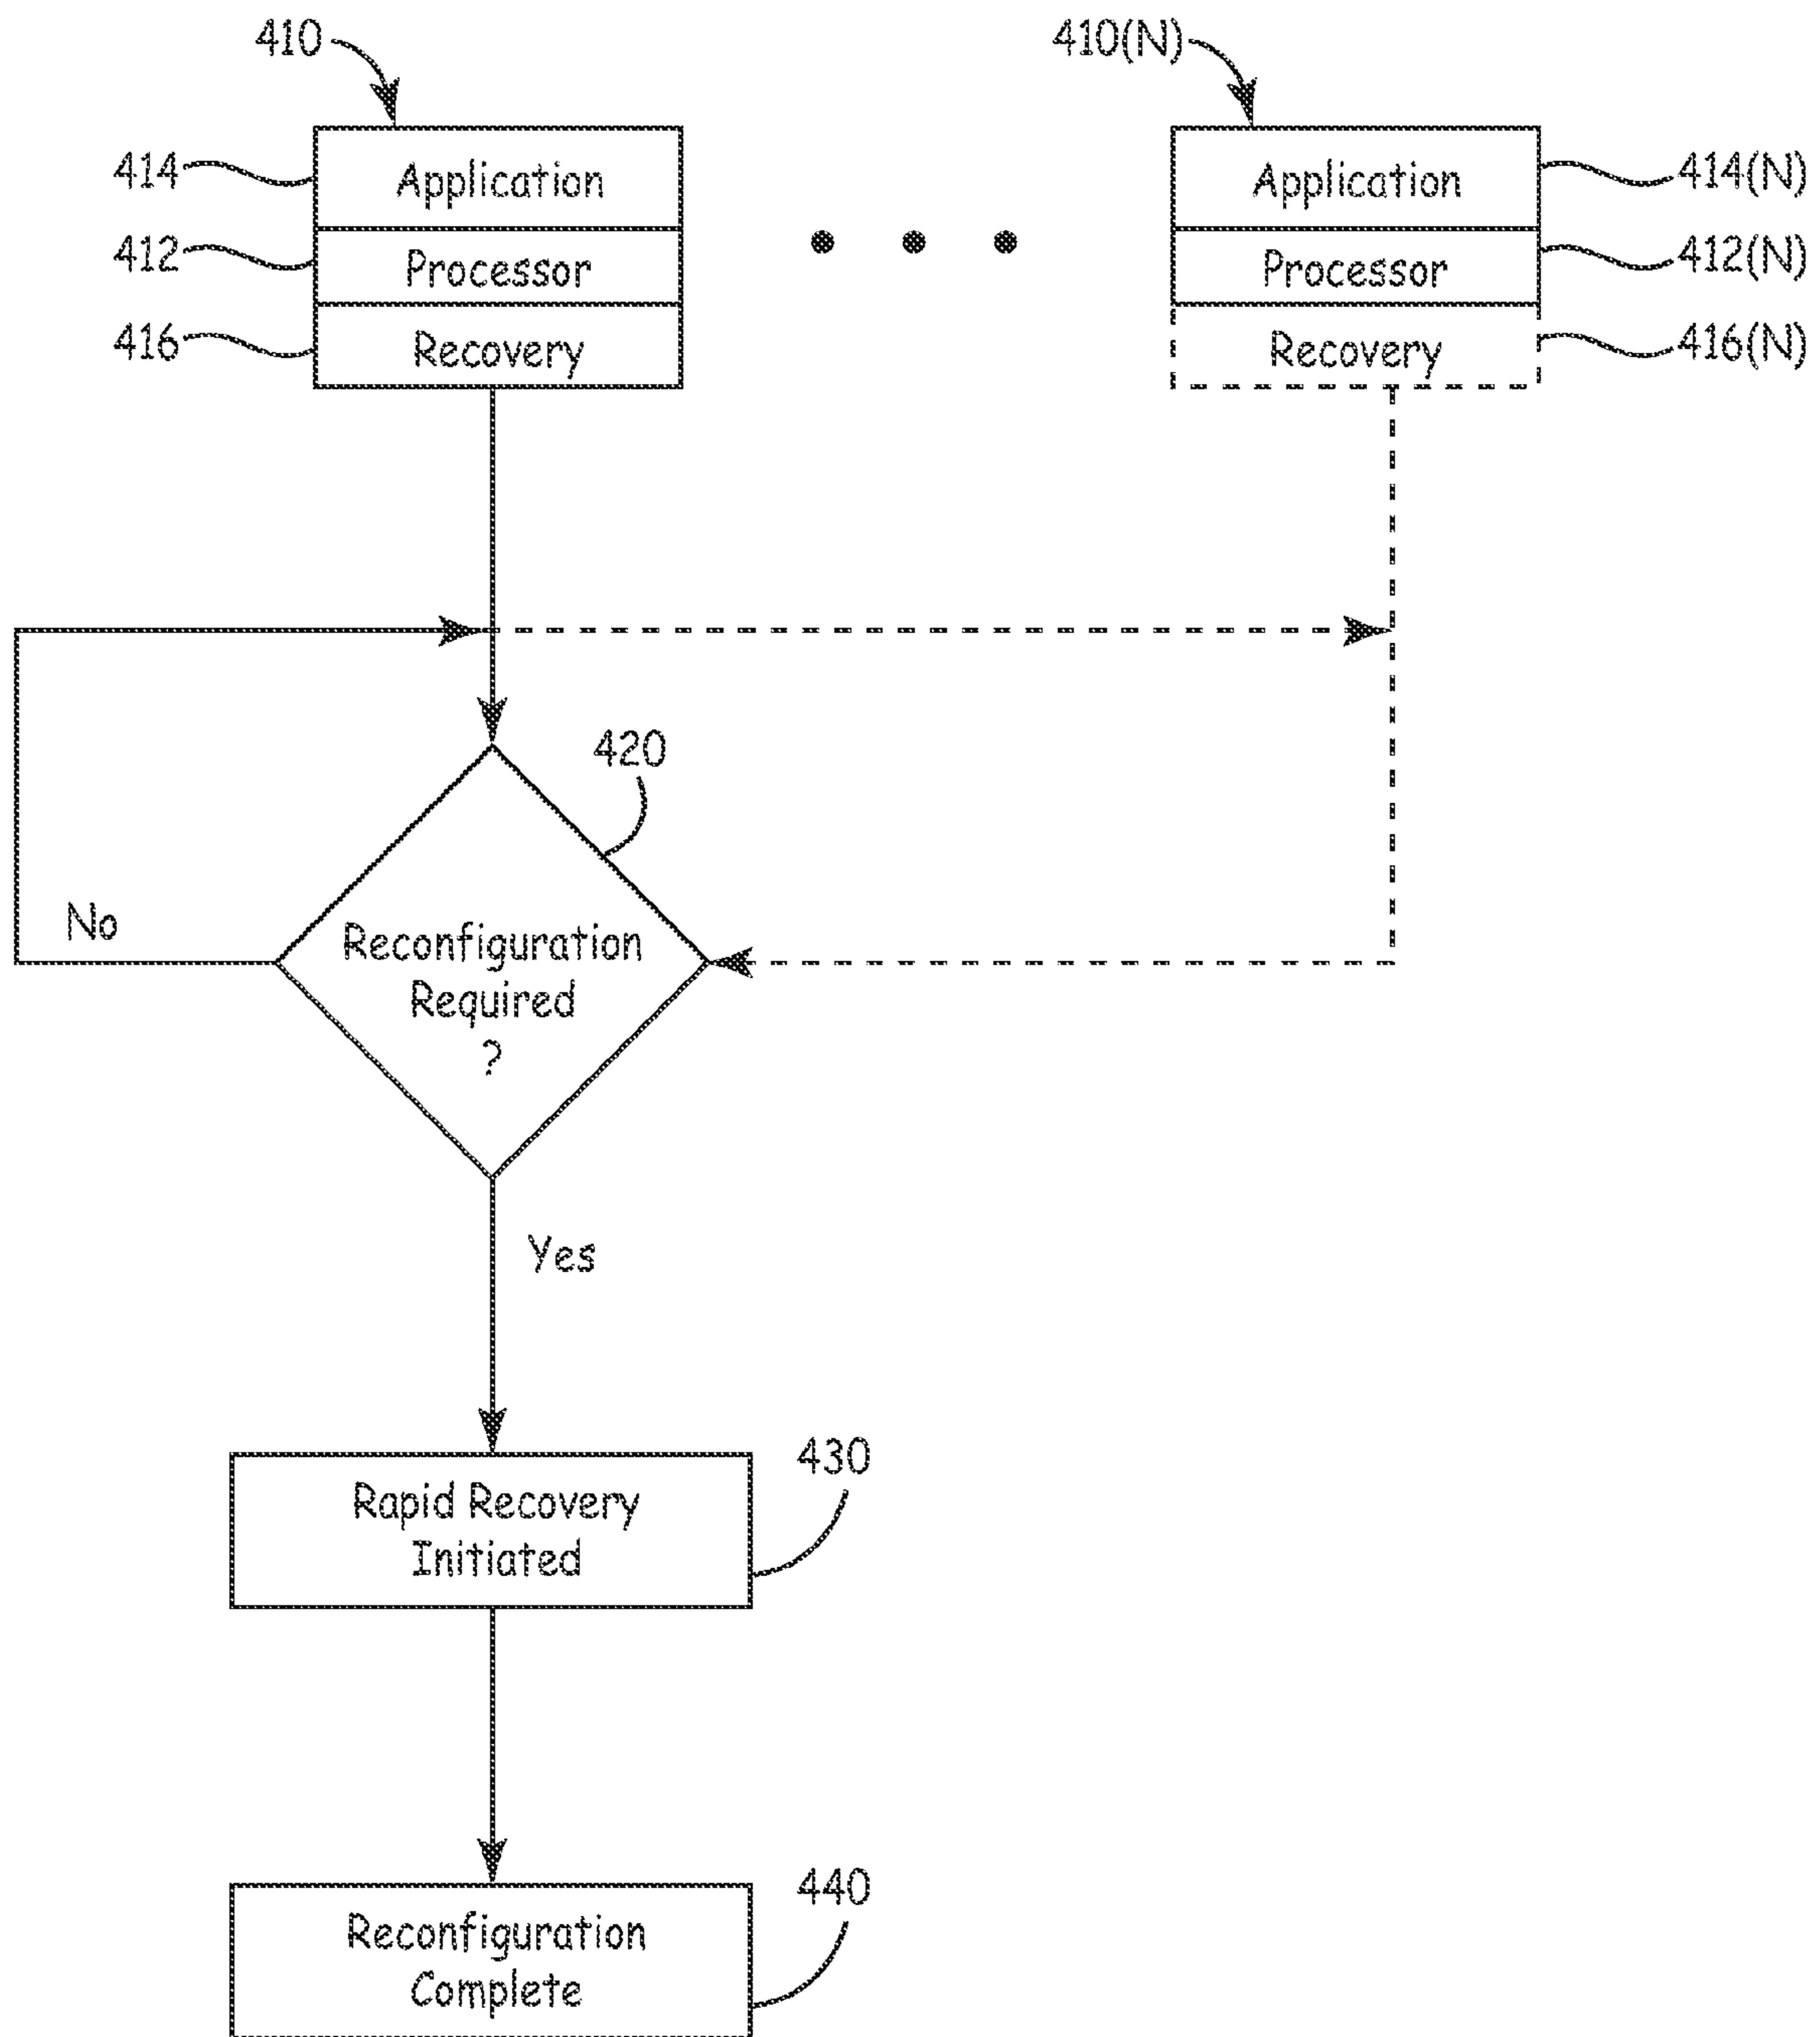 410
410(N)
414
Application
Application
414(N)
412
Processor
Processor
412(N)
416
Recovery
Recovery
416(N)
420
No
Reconfiguration
Required
?
Yes
430
Rapid Recovery
Initiated
440
Reconfiguration
Complete